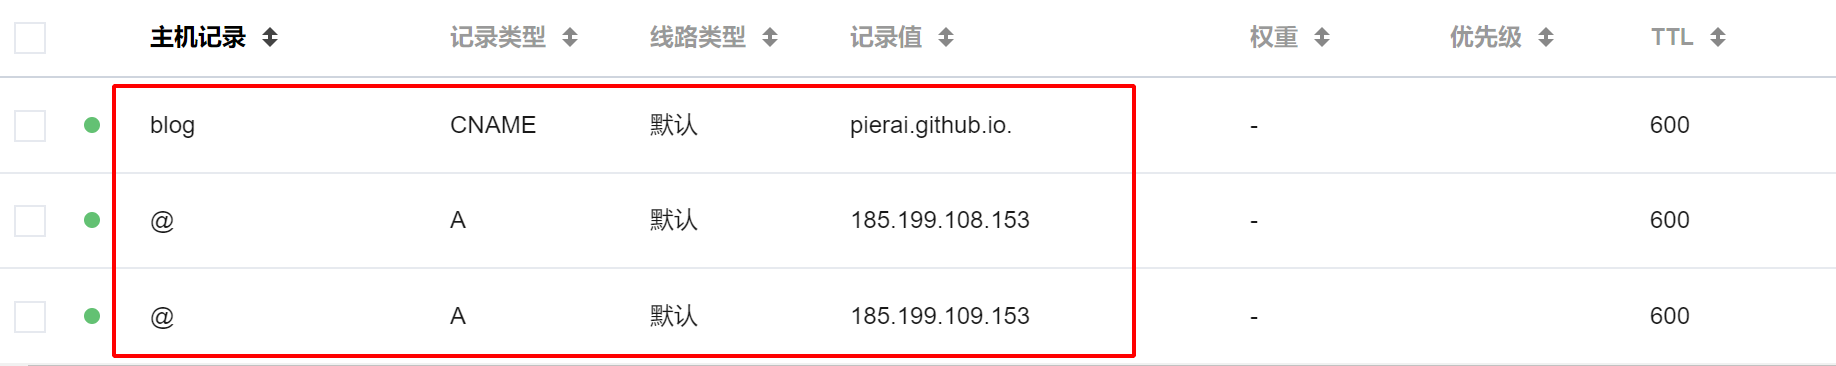 主机记录 记录类型 线路类型 记录值 权重 优先级 TTL
blog CNAME 默认 pierai.github.io. - 600
@ A 默认 185.199.108.153 - 600
@ A 默认 185.199.109.153 - 600